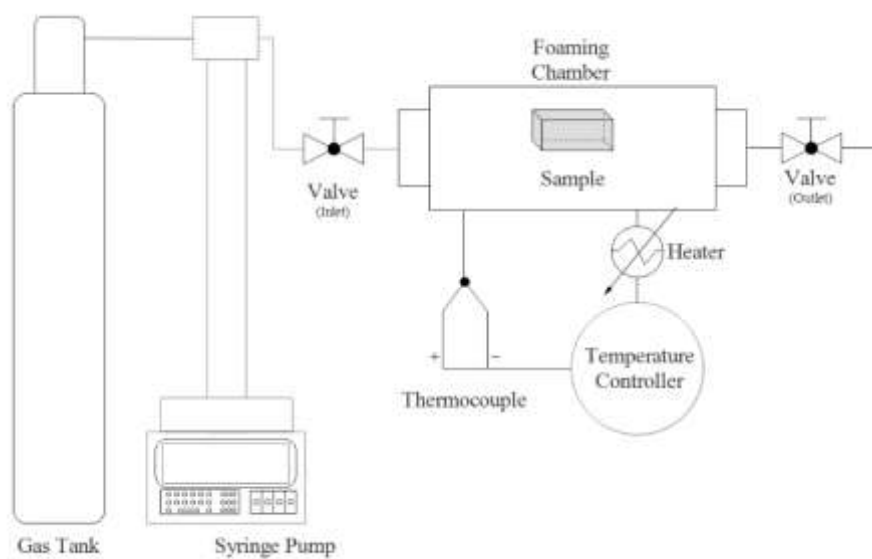 Foaming
Chamber
Sample
Valve
(Inlet)
Valve
(Outlet)
Heater
+
−
Temperature
Controller
Thermocouple
Gas Tank
Syringe Pump